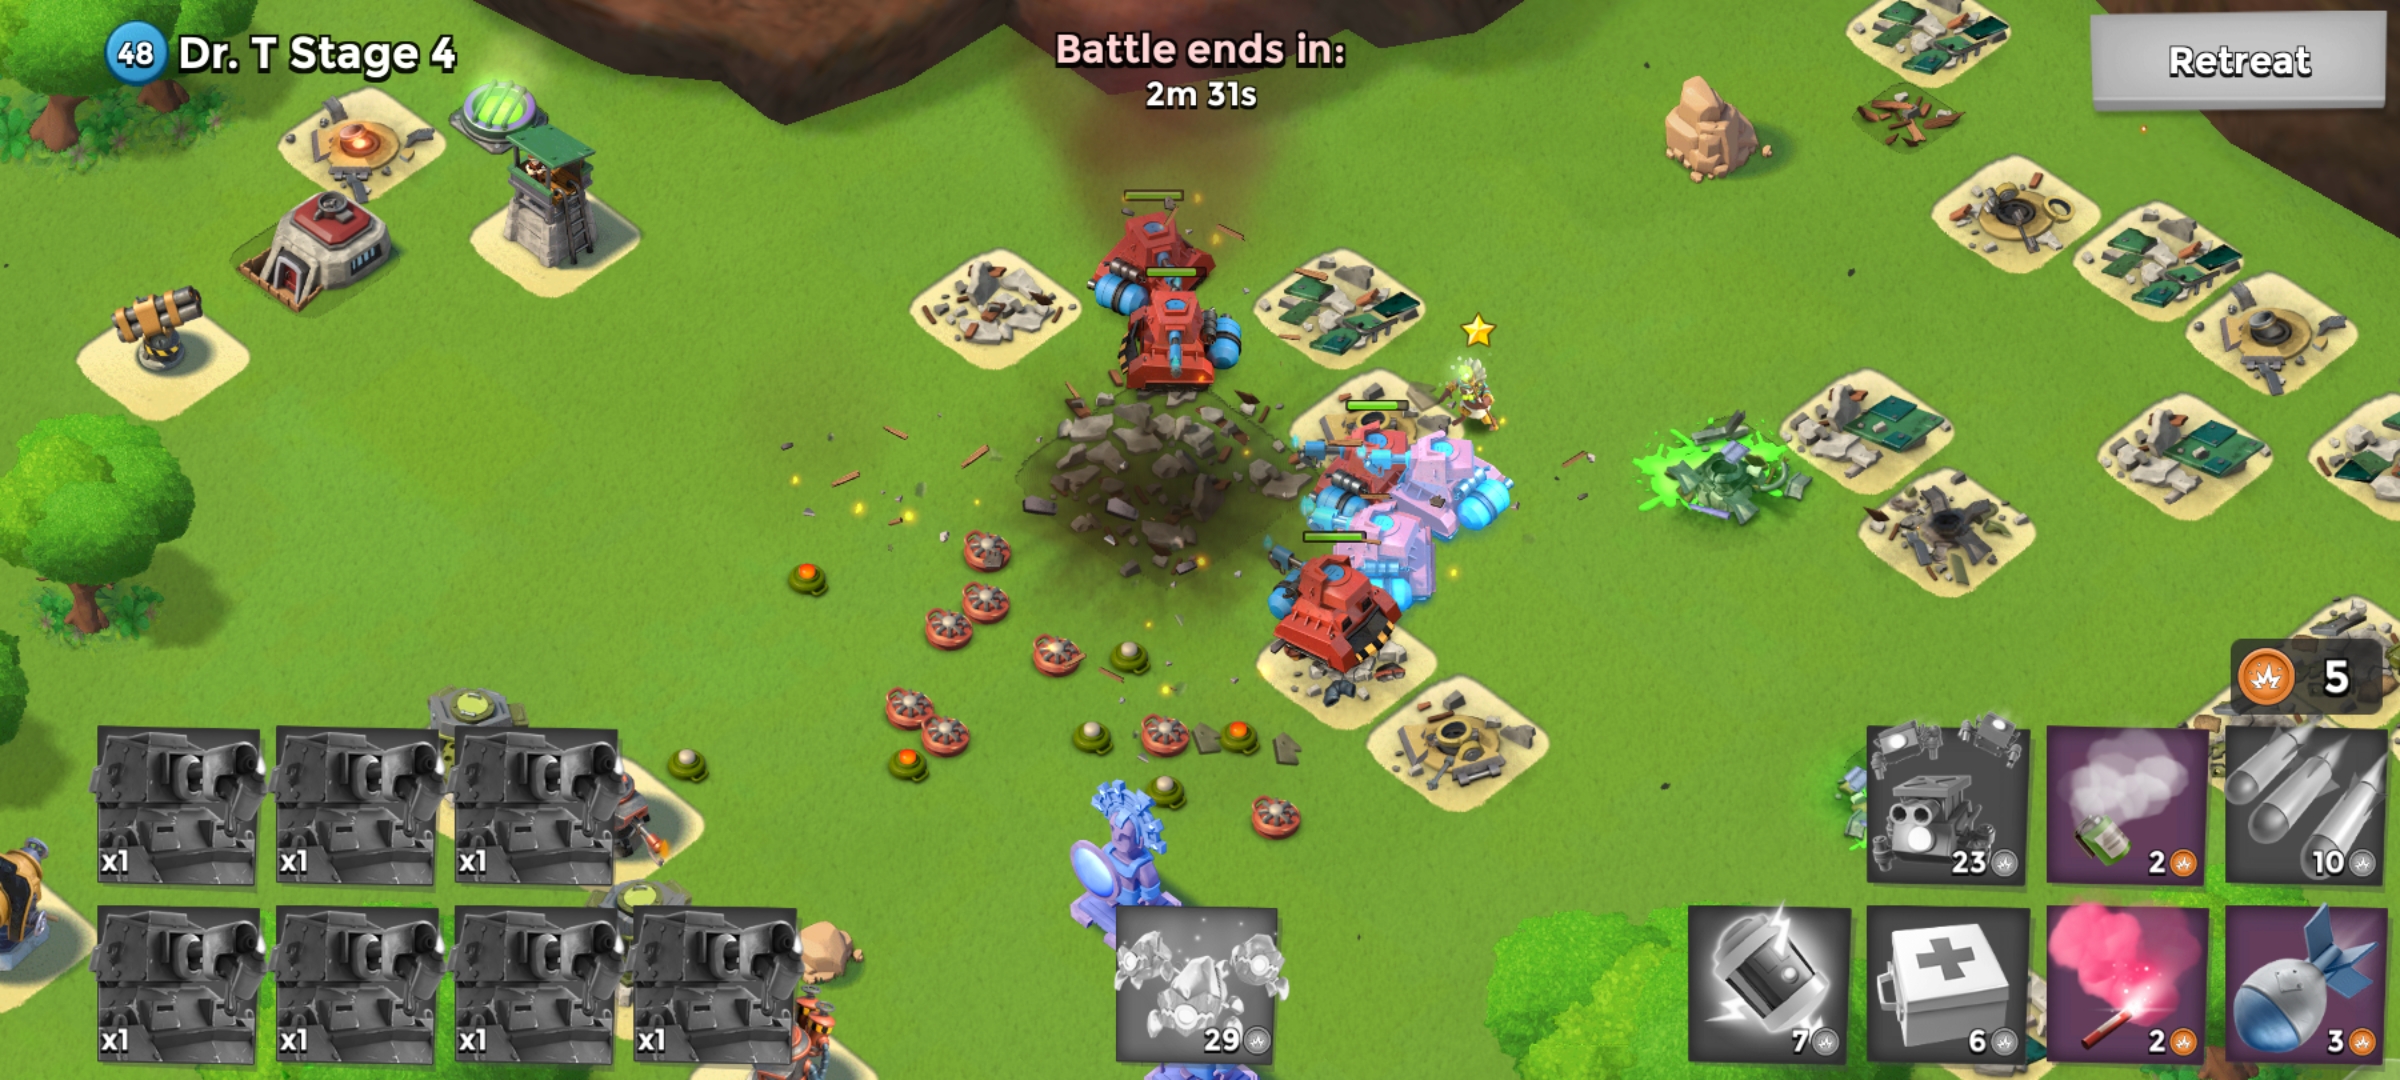 48 Dr. T Stage 4
Battle ends in:
2m 31s
Retreat
5
x1 x1 x1
23 2 10
x1 x1 x1 x1
29
7 6 2 3